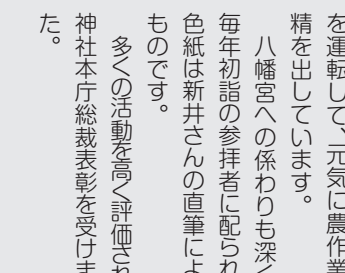 を運転して、元気に農作業
精を出しています。
八幡宮への係わりも深く
毎年初詣の参拝者に配られ
色紙は新井さんの直筆によ
ものです。
多くの活動を高く評価され
神社本庁総裁表彰を受けま
た。